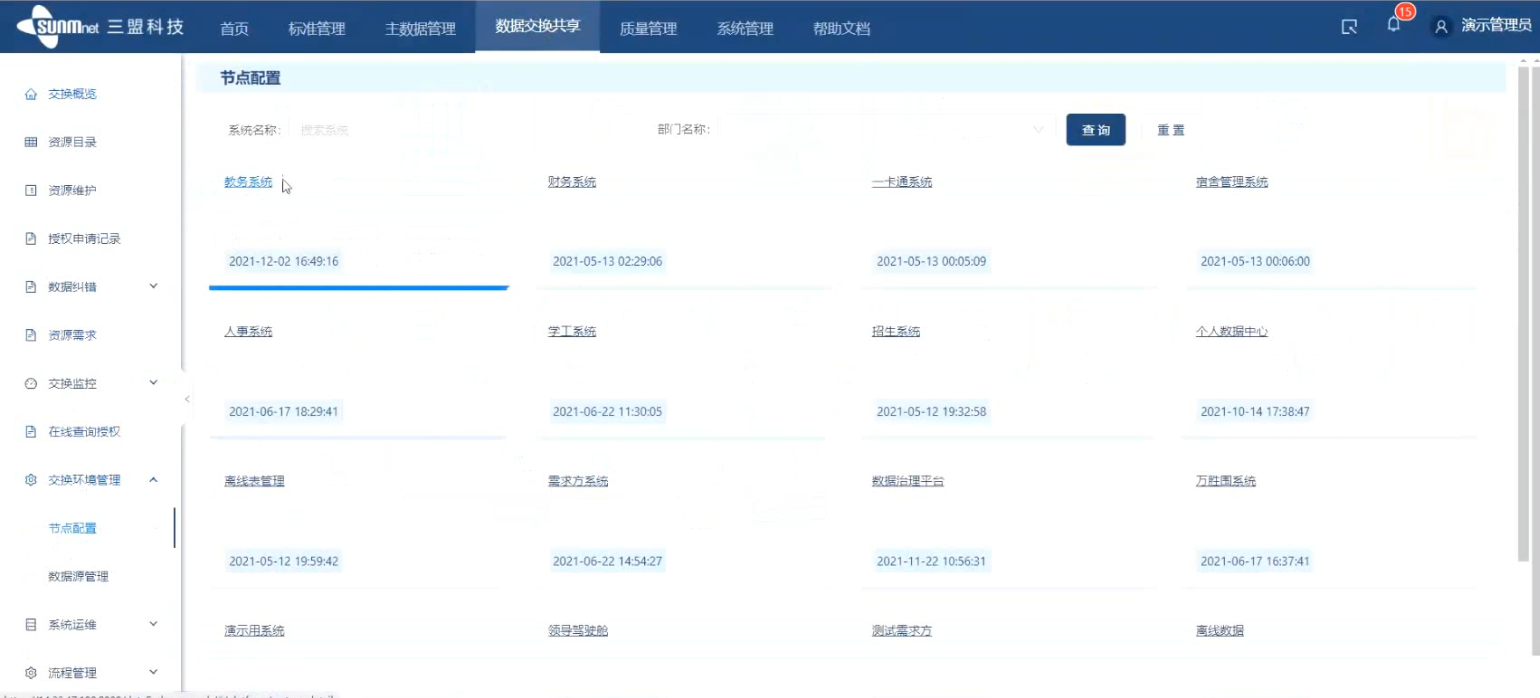 SUNMnet 三盟科技 首页 标准管理 主数据管理 数据交换共享 质量管理 系统管理 帮助文档 15 演示管理员
交换概览
资源目录
资源维护
授权申请记录
数据纠错
资源需求
交换监控
在线查询授权
交换环境管理
节点配置
数据源管理
系统运维
流程管理
节点配置
系统名称: 搜索系统 部门名称: 查询 重置
教务系统 财务系统 一卡通系统 宿舍管理系统
2021-12-02 16:49:16 2021-05-13 02:29:06 2021-05-13 00:05:09 2021-05-13 00:06:00
人事系统 学工系统 招生系统 个人数据中心
2021-06-17 18:29:41 2021-06-22 11:30:05 2021-05-12 19:32:58 2021-10-14 17:38:47
离线表管理 需求方系统 数据治理平台 万胜围系统
2021-05-12 19:59:42 2021-06-22 14:54:27 2021-11-22 10:56:31 2021-06-17 16:37:41
演示用系统 领导驾驶舱 测试需求方 离线数据